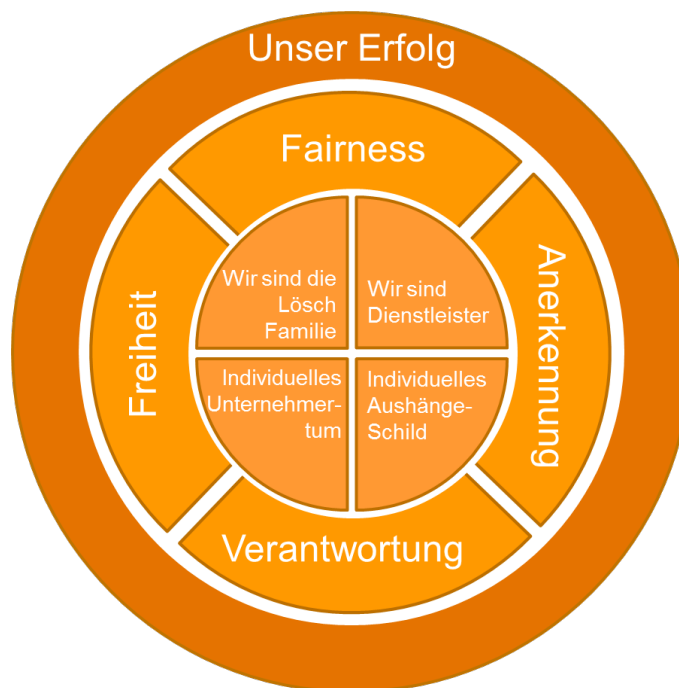 Unser Erfolg
Fairness
Freiheit
Anerkennung
Wir sind die
Lösch
Familie
Wir sind
Dienstleister
Individuelles
Unternehmer-
tum
Individuelles
Aushänge-
Schild
Verantwortung